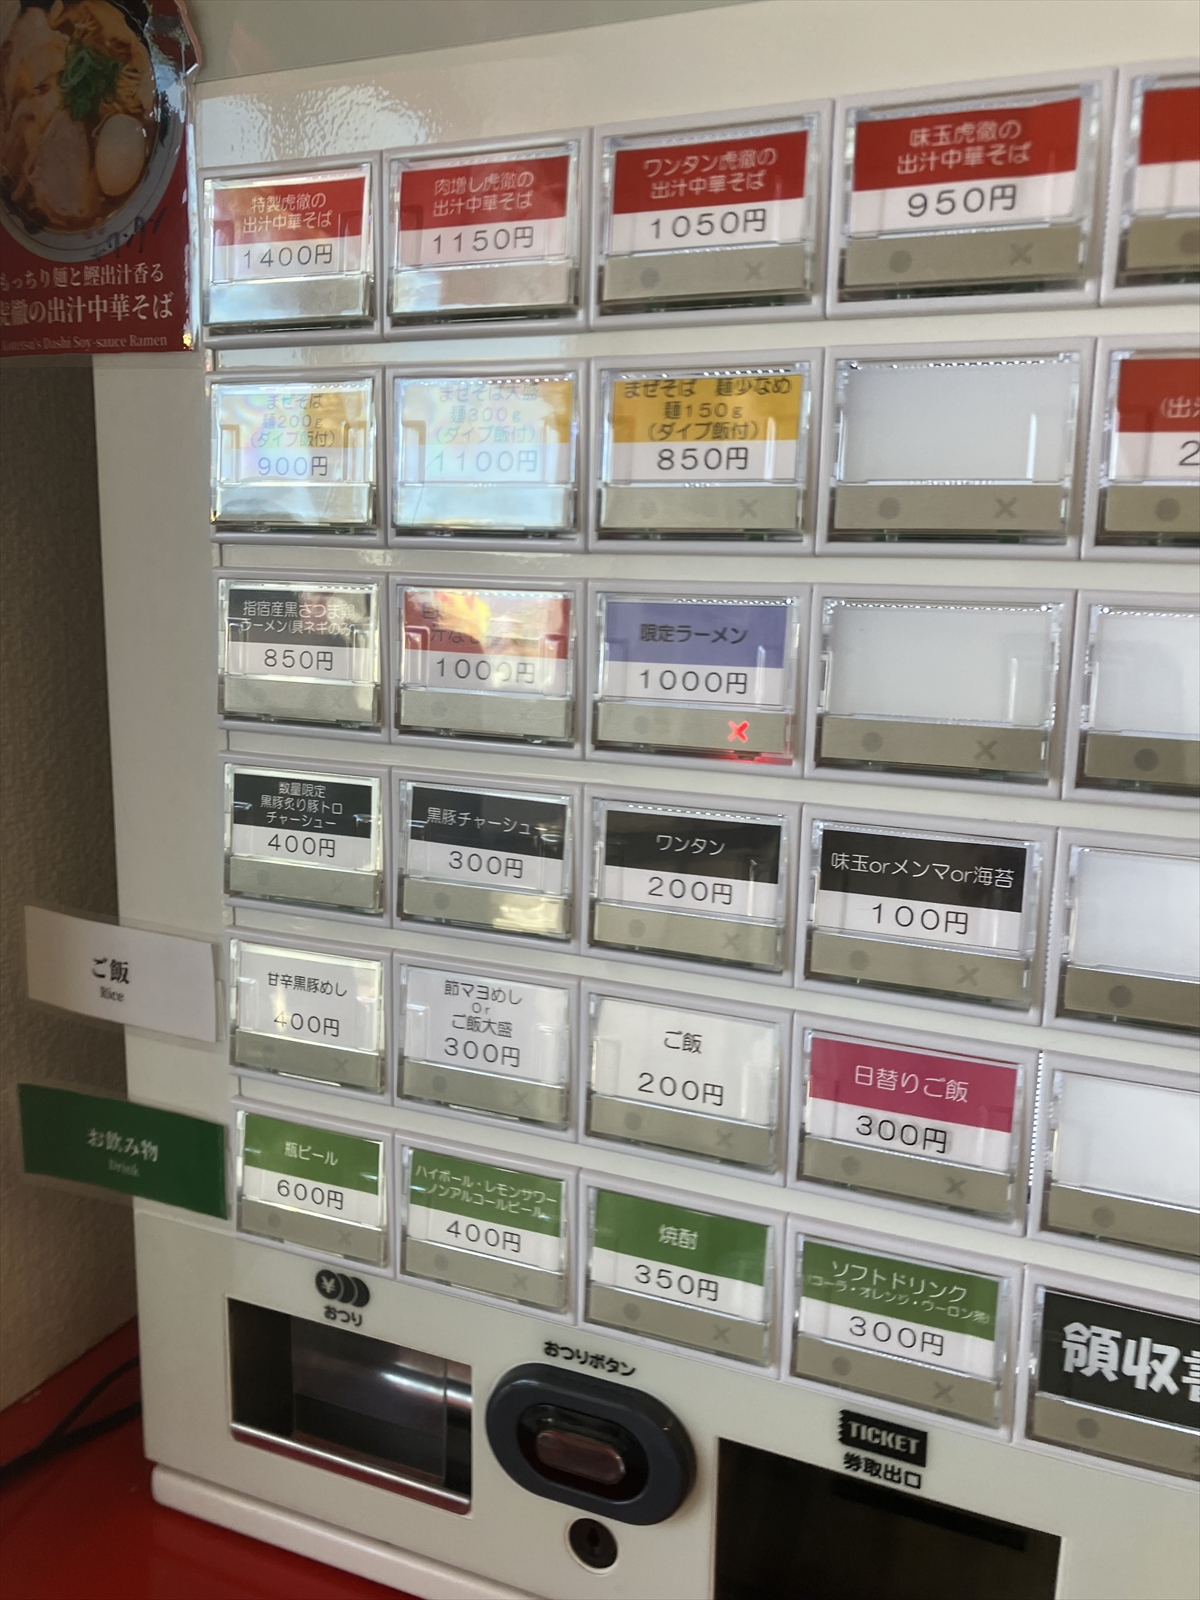 もっちり麺と鰹出汁香る
虎徹の出汁中華そば
Kotetsu's Dashi Soy-sauce Ramen
特製虎徹の
出汁中華そば
1400円
肉増し虎徹の
出汁中華そば
1150円
ワンタン虎徹の
出汁中華そば
1050円
味玉虎徹の
出汁中華そば
950円
まぜそば
麺200g
(ダイブ飯付)
900円
まぜそば大盛
麺300g
(ダイブ飯付)
1100円
まぜそば 麺少なめ
麺150g
(ダイブ飯付)
850円
(出
2
指宿産黒さつま鶏
ラーメン(具ネギのみ)
850円
1000円
限定ラーメン
1000円
数量限定
黒豚炙り豚トロ
チャーシュー
400円
黒豚チャーシュー
300円
ワンタン
200円
味玉orメンマor海苔
100円
ご飯
Rice
甘辛黒豚めし
400円
節マヨめし
or
ご飯大盛
300円
ご飯
200円
日替りご飯
300円
お飲み物
Drink
瓶ビール
600円
ハイボール・レモンサワー
ノンアルコールビール
400円
焼酎
350円
ソフトドリンク
(コーラ・オレンジ・ウーロン茶)
300円
領収書
おつり
おつりボタン
TICKET
券取出口